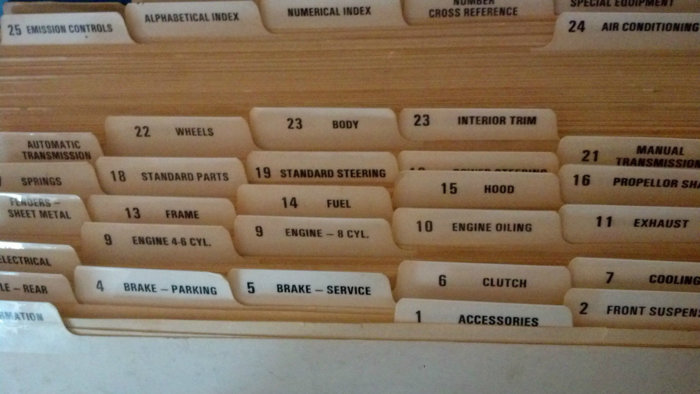 NUMBER
SPECIAL EQUIPMENT
ALPHABETICAL INDEX
NUMERICAL INDEX
CROSS REFERENCE
25 EMISSION CONTROLS
24 AIR CONDITIONING
23 BODY
23 INTERIOR TRIM
22 WHEELS
AUTOMATIC
TRANSMISSION
21 MANUAL
TRANSMISSION
SPRINGS
18 STANDARD PARTS
19 STANDARD STEERING
POWER STEERING
15 HOOD
16 PROPELLOR SHA
FENDERS –
SHEET METAL
13 FRAME
14 FUEL
10 ENGINE OILING
11 EXHAUST
9 ENGINE 4-6 CYL.
9 ENGINE – 8 CYL.
ELECTRICAL
6 CLUTCH
7 COOLING
LE – REAR
4 BRAKE – PARKING
5 BRAKE – SERVICE
2 FRONT SUSPENS
RMATION
1 ACCESSORIES